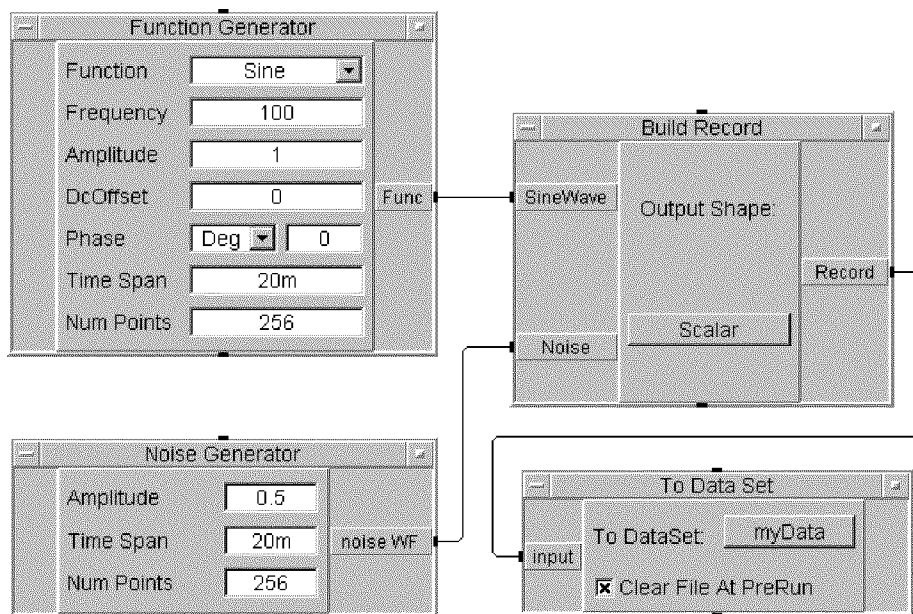 Function Generator
Function Sine
Frequency 100
Amplitude 1
DcOffset 0
Phase Deg 0
Time Span 20m
Num Points 256
Func
Build Record
SineWave
Noise
Output Shape:
Scalar
Record
Noise Generator
Amplitude 0.5
Time Span 20m
Num Points 256
noise WF
To Data Set
input
To DataSet: myData
Clear File At PreRun